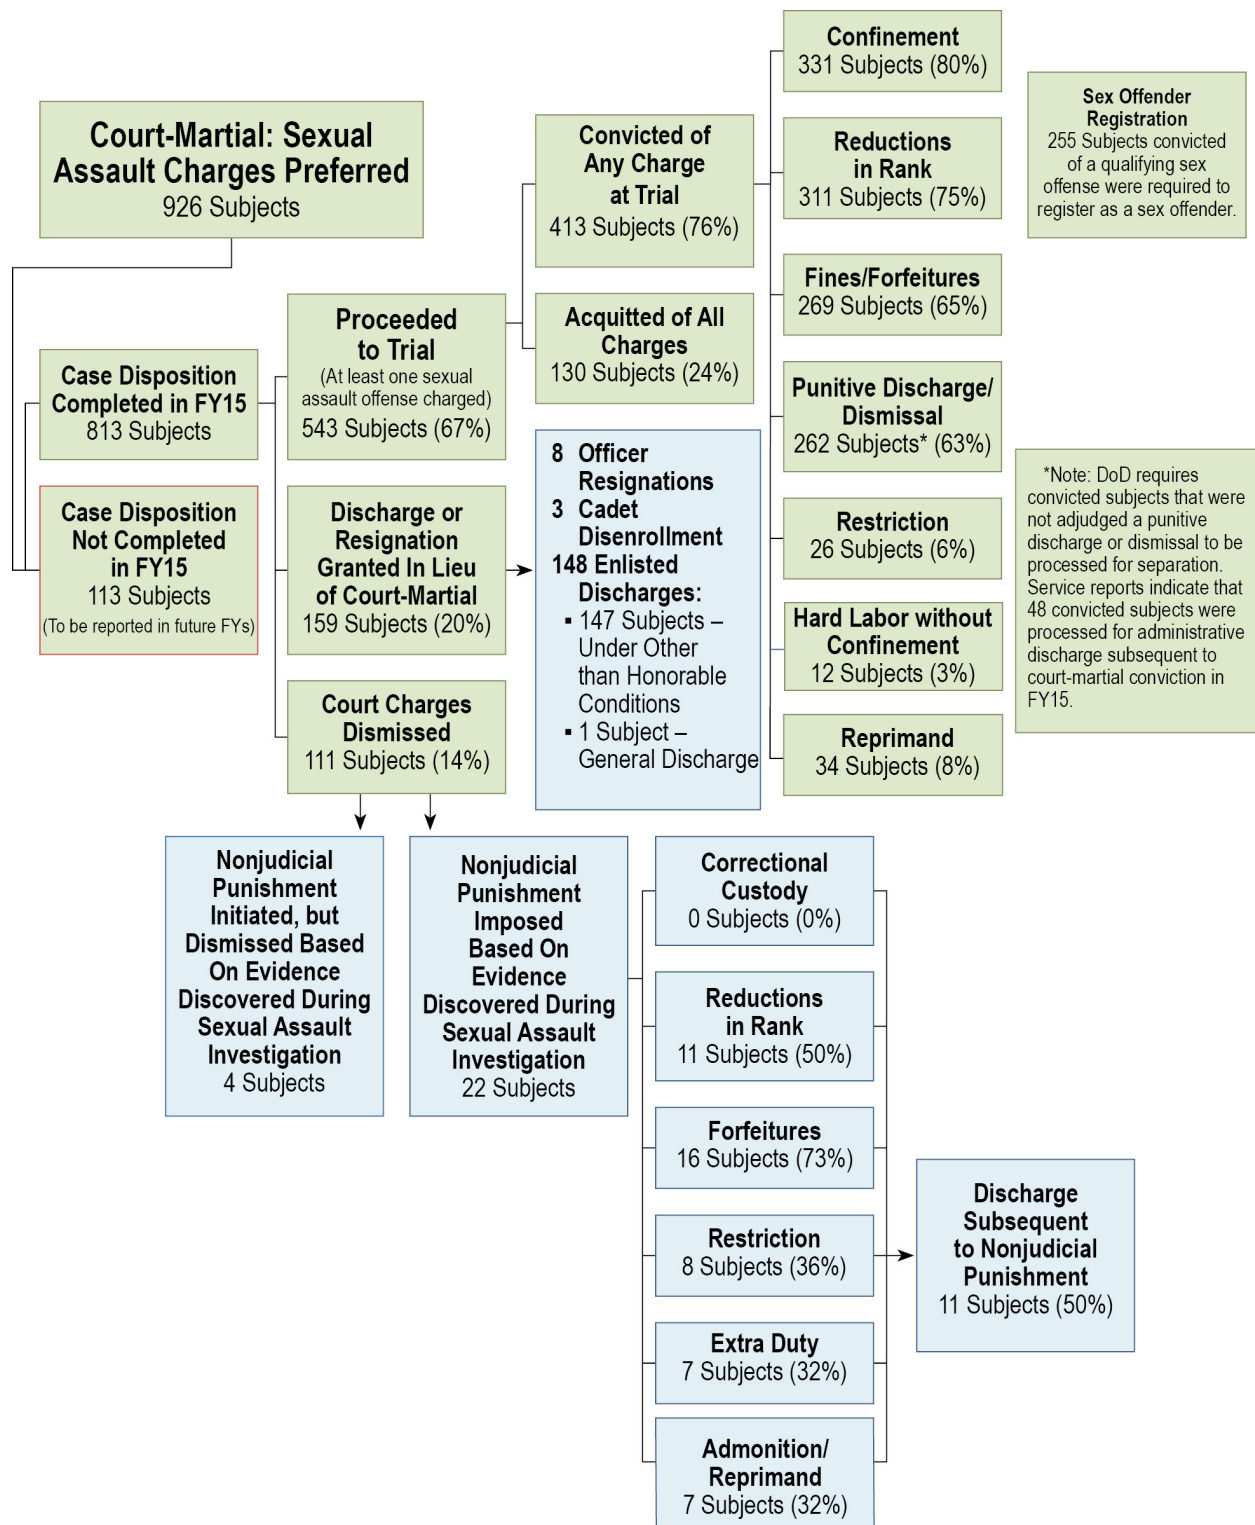 Court-Martial: Sexual
Assault Charges Preferred
926 Subjects
Case Disposition
Completed in FY15
813 Subjects
Case Disposition
Not Completed
in FY15
113 Subjects
(To be reported in future FYs)
Proceeded
to Trial
(At least one sexual
assault offense charged)
543 Subjects (67%)
Discharge or
Resignation
Granted In Lieu
of Court-Martial
159 Subjects (20%)
Court Charges
Dismissed
111 Subjects (14%)
Convicted of
Any Charge
at Trial
413 Subjects (76%)
Acquitted of All
Charges
130 Subjects (24%)
8 Officer
Resignations
3 Cadet
Disenrollment
148 Enlisted
Discharges:
▪ 147 Subjects –
Under Other
than Honorable
Conditions
▪ 1 Subject –
General Discharge
Confinement
331 Subjects (80%)
Reductions
in Rank
311 Subjects (75%)
Fines/Forfeitures
269 Subjects (65%)
Punitive Discharge/
Dismissal
262 Subjects* (63%)
Restriction
26 Subjects (6%)
Hard Labor without
Confinement
12 Subjects (3%)
Reprimand
34 Subjects (8%)
Sex Offender
Registration
255 Subjects convicted
of a qualifying sex
offense were required to
register as a sex offender.
*Note: DoD requires
convicted subjects that were
not adjudged a punitive
discharge or dismissal to be
processed for separation.
Service reports indicate that
48 convicted subjects were
processed for administrative
discharge subsequent to
court-martial conviction in
FY15.
Nonjudicial
Punishment
Initiated, but
Dismissed Based
On Evidence
Discovered During
Sexual Assault
Investigation
4 Subjects
Nonjudicial
Punishment
Imposed
Based On
Evidence
Discovered During
Sexual Assault
Investigation
22 Subjects
Correctional
Custody
0 Subjects (0%)
Reductions
in Rank
11 Subjects (50%)
Forfeitures
16 Subjects (73%)
Restriction
8 Subjects (36%)
Extra Duty
7 Subjects (32%)
Admonition/
Reprimand
7 Subjects (32%)
Discharge
Subsequent
to Nonjudicial
Punishment
11 Subjects (50%)